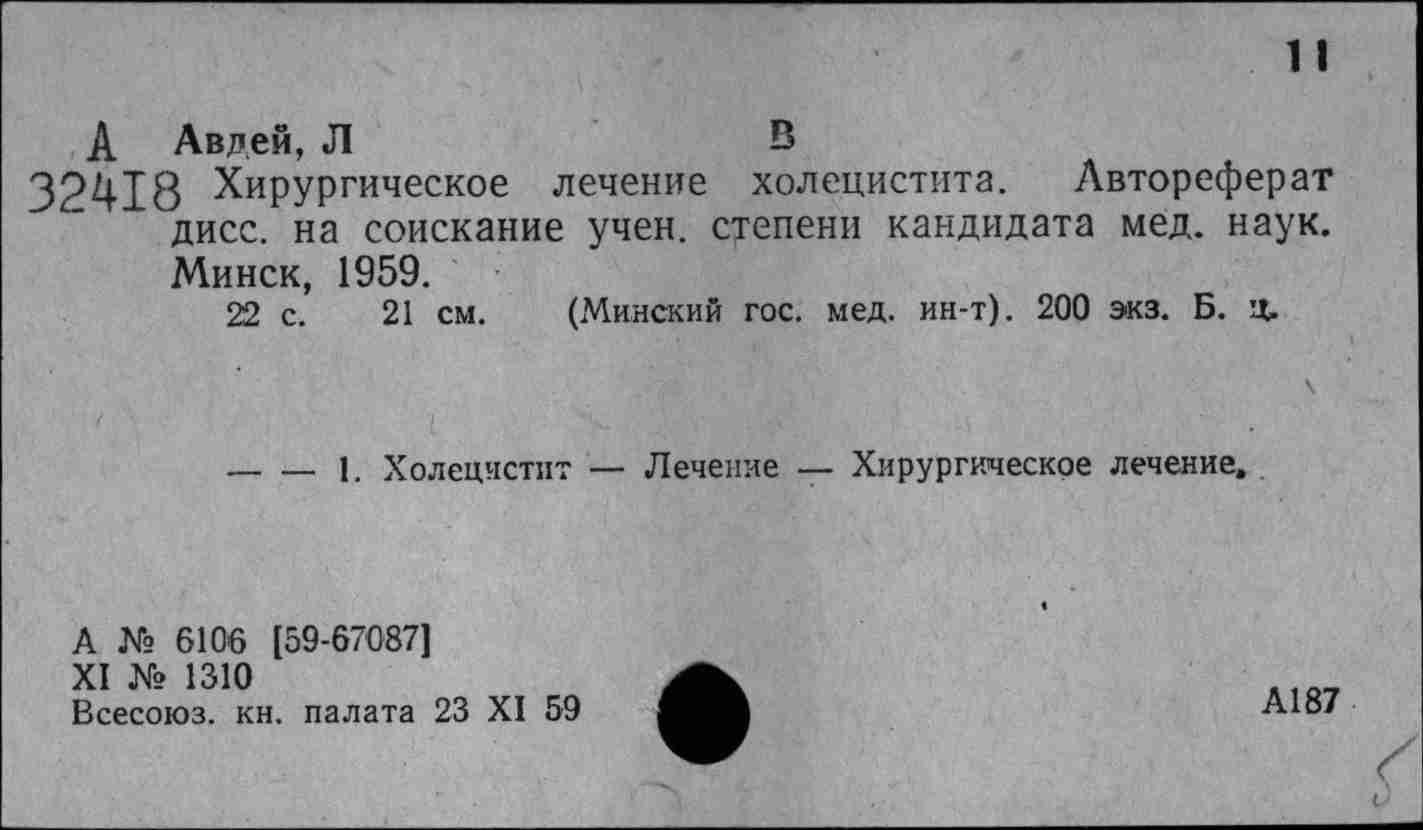 11
А Авдей, Л В
32418 Хирургическое лечение холецистита. Автореферат
дисс. на соискание учен. степени кандидата мед. наук.
Минск, 1959.
22 с. 21 см. (Минский гос. мед. ин-т). 200 экз. Б. ц.
— — 1. Холецистит — Лечение — Хирургическое лечение.
А № 6106 [59-67087]
XI № 1310
Всесоюз. кн. палата 23 XI 59
А187